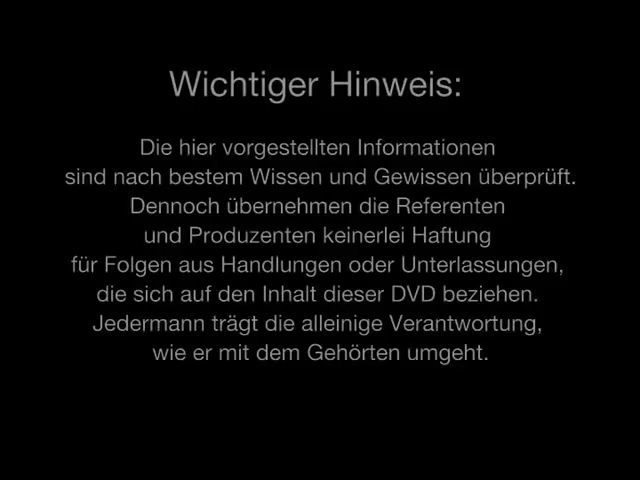 Wichtiger Hinweis:
Die hier vorgestellten Informationen
sind nach bestem Wissen und Gewissen überprüft.
Dennoch übernehmen die Referenten
und Produzenten keinerlei Haftung
für Folgen aus Handlungen oder Unterlassungen,
die sich auf den Inhalt dieser DVD beziehen.
Jedermann trägt die alleinige Verantwortung,
wie er mit dem Gehörten umgeht.